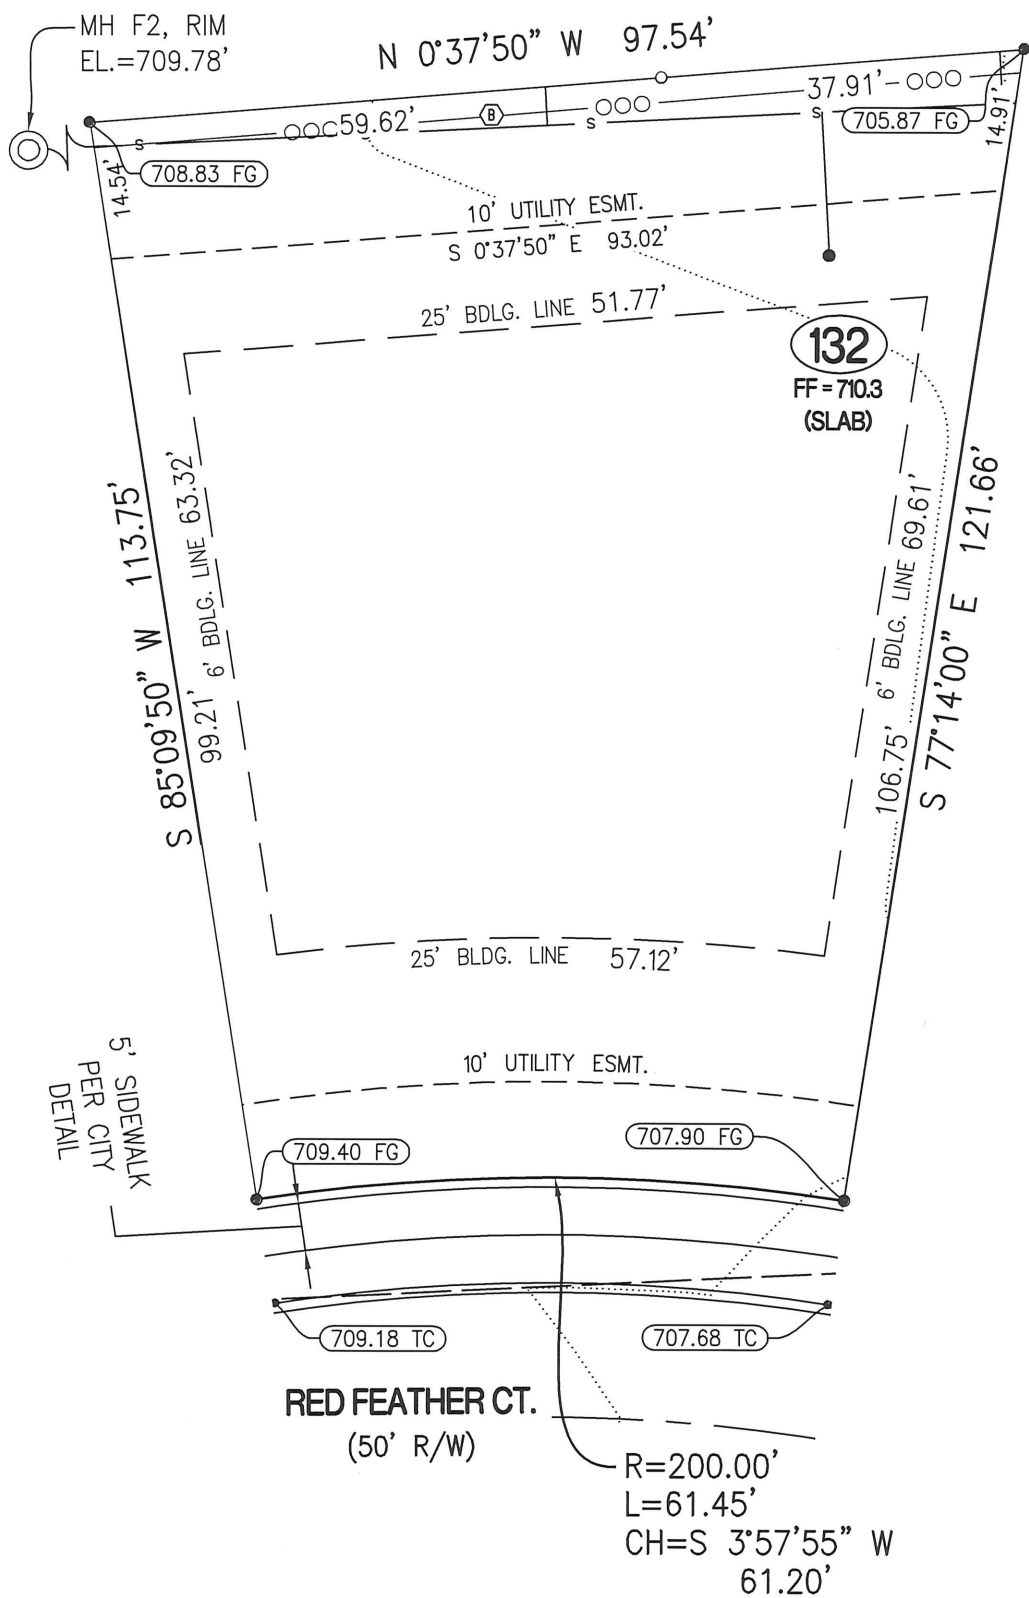 MH F2, RIM
EL.=709.78'
N 0°37'50" W 97.54'
37.91'
59.62'
B
S
S
S
705.87 FG
14.91'
14.54'
708.83 FG
10' UTILITY ESMT.
S 0°37'50" E 93.02'
25' BDLG. LINE 51.77'
132
FF = 710.3
(SLAB)
S 85°09'50" W 113.75'
99.21' 6' BDLG. LINE 63.32'
106.75' 6' BDLG. LINE 69.61'
S 77°14'00" E 121.66'
25' BLDG. LINE 57.12'
10' UTILITY ESMT.
5' SIDEWALK
PER CITY
DETAIL
709.40 FG
707.90 FG
709.18 TC
707.68 TC
RED FEATHER CT.
(50' R/W)
R=200.00'
L=61.45'
CH=S 3°57'55" W
61.20'